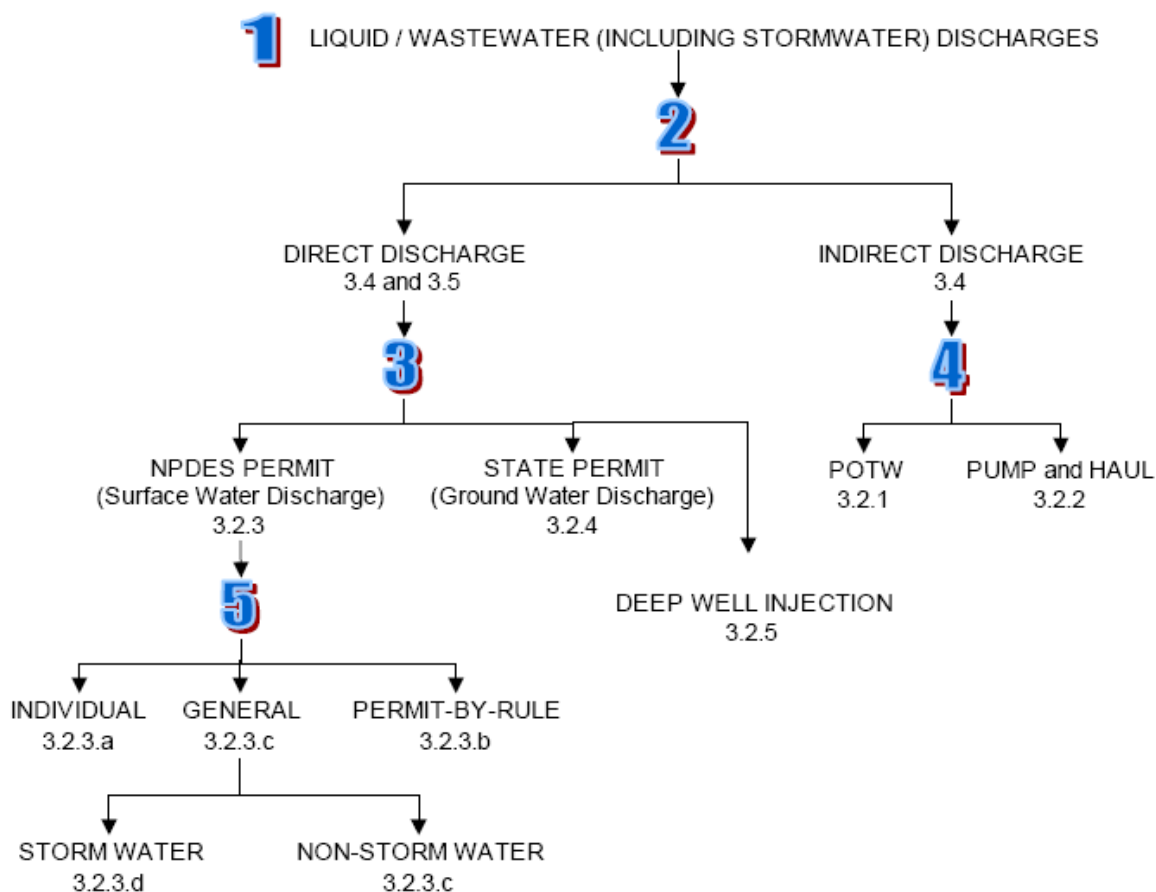 1 LIQUID / WASTEWATER (INCLUDING STORMWATER) DISCHARGES
2
DIRECT DISCHARGE
3.4 and 3.5
INDIRECT DISCHARGE
3.4
3
4
NPDES PERMIT
(Surface Water Discharge)
3.2.3
STATE PERMIT
(Ground Water Discharge)
3.2.4
POTW
3.2.1
PUMP and HAUL
3.2.2
5
DEEP WELL INJECTION
3.2.5
INDIVIDUAL
3.2.3.a
GENERAL
3.2.3.c
PERMIT-BY-RULE
3.2.3.b
STORM WATER
3.2.3.d
NON-STORM WATER
3.2.3.c